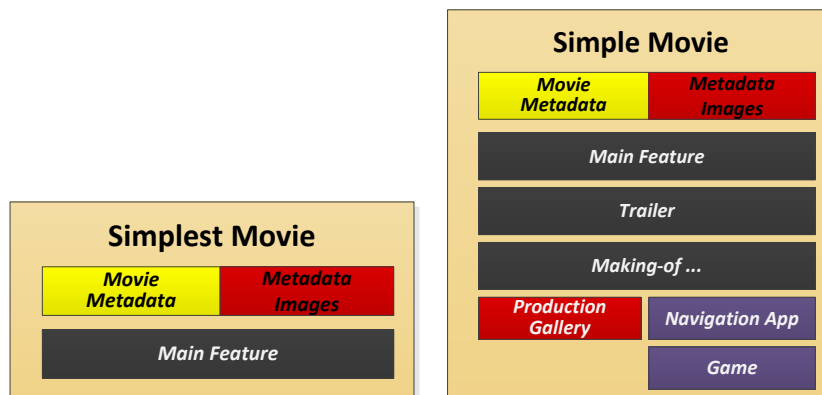 Simplest Movie
Movie
Metadata
Metadata
Images
Main Feature
Simple Movie
Movie
Metadata
Metadata
Images
Main Feature
Trailer
Making-of ...
Production
Gallery
Navigation App
Game